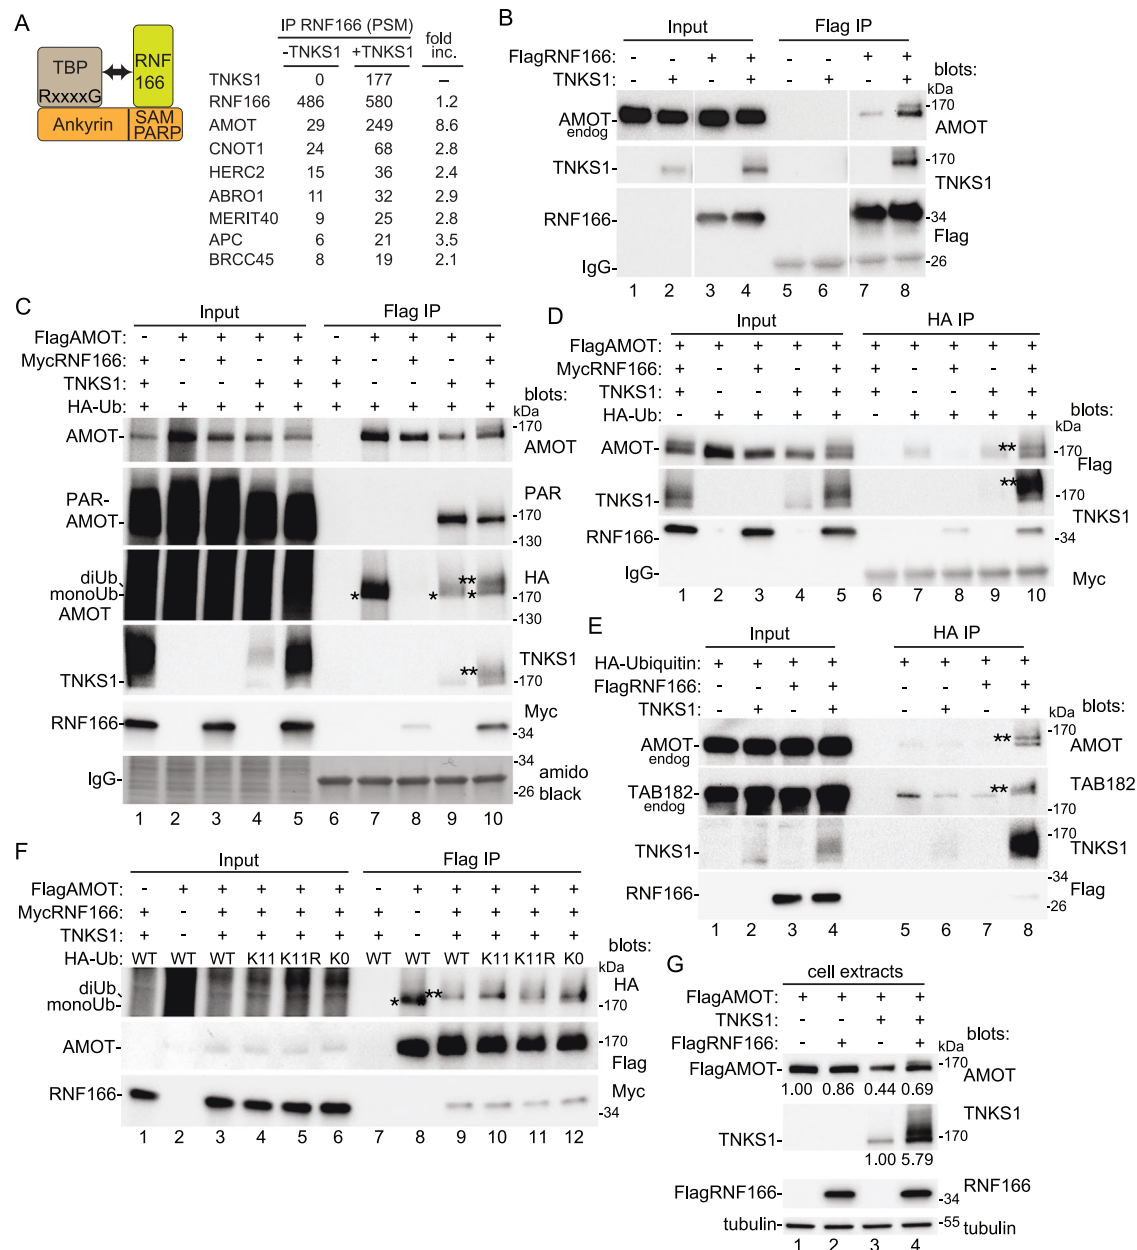 A
TBP
RxxxxG
RNF
166
Ankyrin
SAM
PARP
IP RNF166 (PSM)
fold
inc.
-TNKS1 +TNKS1
TNKS1 0 177 –
RNF166 486 580 1.2
AMOT 29 249 8.6
CNOT1 24 68 2.8
HERC2 15 36 2.4
ABRO1 11 32 2.9
MERIT40 9 25 2.8
APC 6 21 3.5
BRCC45 8 19 2.1
B
Input Flag IP
FlagRNF166: - - + + - - + +
TNKS1: - + - + - + - +
blots:
kDa
AMOT-
endog
-170
AMOT
TNKS1-
-170
TNKS1
RNF166-
-34
Flag
IgG-
-26
1 2 3 4 5 6 7 8
C
Input Flag IP
FlagAMOT: - + + + + - + + + +
MycRNF166: + - + - + + - + - +
TNKS1: + - - + + + - - + +
HA-Ub: + + + + + + + + + +
blots:
kDa
AMOT-
-170
AMOT
PAR-
AMOT
PAR
-170
-130
diUb
monoUb-
AMOT
* * ** *
HA
-170
-130
TNKS1-
**
TNKS1
-170
RNF166-
Myc
-34
IgG-
-34
-26
amido
black
1 2 3 4 5 6 7 8 9 10
D
Input HA IP
FlagAMOT: + + + + + + + + + +
MycRNF166: + - + - + + - + - +
TNKS1: + - - + + + - - + +
HA-Ub: - + + + + - + + + +
blots:
kDa
AMOT-
**
-170
Flag
TNKS1-
**
-170
TNKS1
RNF166-
-34
IgG-
Myc
1 2 3 4 5 6 7 8 9 10
E
Input HA IP
HA-Ubiquitin: + + + + + + + +
FlagRNF166: - - + + - - + +
TNKS1: - + - + - + - +
kDa blots:
AMOT-
endog
**
-170
AMOT
TAB182-
endog
**
TAB182
-170
TNKS1-
-170
TNKS1
RNF166-
-34
Flag
-26
1 2 3 4 5 6 7 8
F
Input Flag IP
FlagAMOT: - + + + + + - + + + + +
MycRNF166: + - + + + + + - + + + +
TNKS1: + - + + + + + - + + + +
HA-Ub: WT WT WT K11 K11R K0 WT WT WT K11 K11R K0
blots:
kDa
diUb
monoUb-
* **
HA
-170
AMOT-
-170
Flag
RNF166-
Myc
-34
1 2 3 4 5 6 7 8 9 10 11 12
G
cell extracts
FlagAMOT: + + + +
TNKS1: - - + +
FlagRNF166: - + - +
blots:
kDa
FlagAMOT-
-170
AMOT
1.00 0.86 0.44 0.69
TNKS1-
TNKS1
-170
1.00 5.79
FlagRNF166-
RNF166
-34
tubulin-
-55 tubulin
1 2 3 4